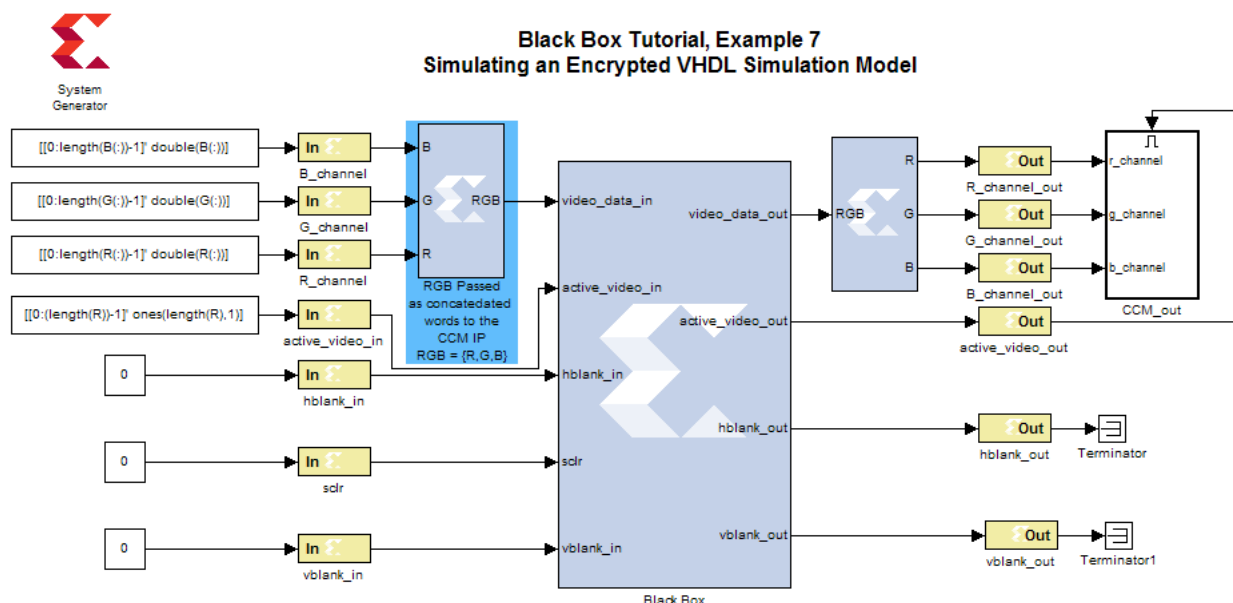 Black Box Tutorial, Example 7
Simulating an Encrypted VHDL Simulation Model
System
Generator
[[0:length(B(:))-1]' double(B(:))]
In
B_channel
[[0:length(G(:))-1]' double(G(:))]
In
G_channel
[[0:length(R(:))-1]' double(R(:))]
In
R_channel
[[0:(length(R))-1]' ones(length(R),1)]
In
active_video_in
0
In
hblank_in
0
In
sclr
0
In
vblank_in
B
G
R
RGB
RGB Passed
as concatedated
words to the
CCM IP
RGB = {R,G,B}
video_data_in
active_video_in
hblank_in
sclr
vblank_in
video_data_out
active_video_out
hblank_out
vblank_out
Black Box
RGB
R
G
B
Out
R_channel_out
Out
G_channel_out
Out
B_channel_out
Out
active_video_out
r_channel
g_channel
b_channel
CCM_out
Out
hblank_out
Terminator
Out
vblank_out
Terminator1